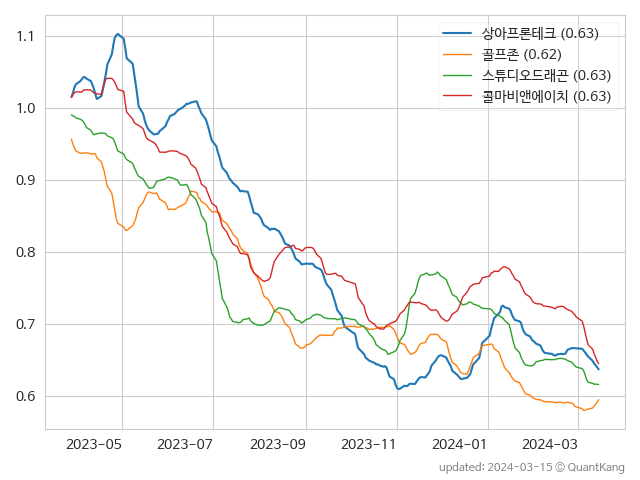 1.1
1.0
0.9
0.8
0.7
0.6
상아프론테크 (0.63)
골프존 (0.62)
스튜디오드래곤 (0.63)
콜마비앤에이치 (0.63)
2023-05 2023-07 2023-09 2023-11 2024-01 2024-03
updated: 2024-03-15 © QuantKang